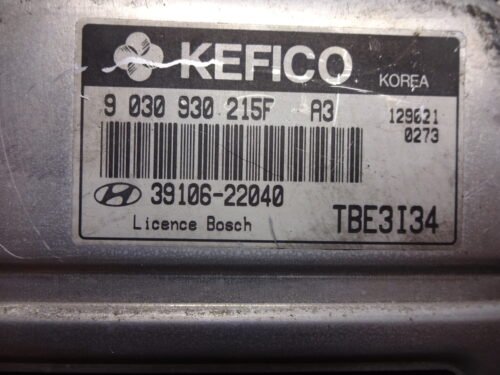 KEFICO
KOREA
9 030 930 215F A3 129621
0273
39106-22040
Licence Bosch
TBE3I34